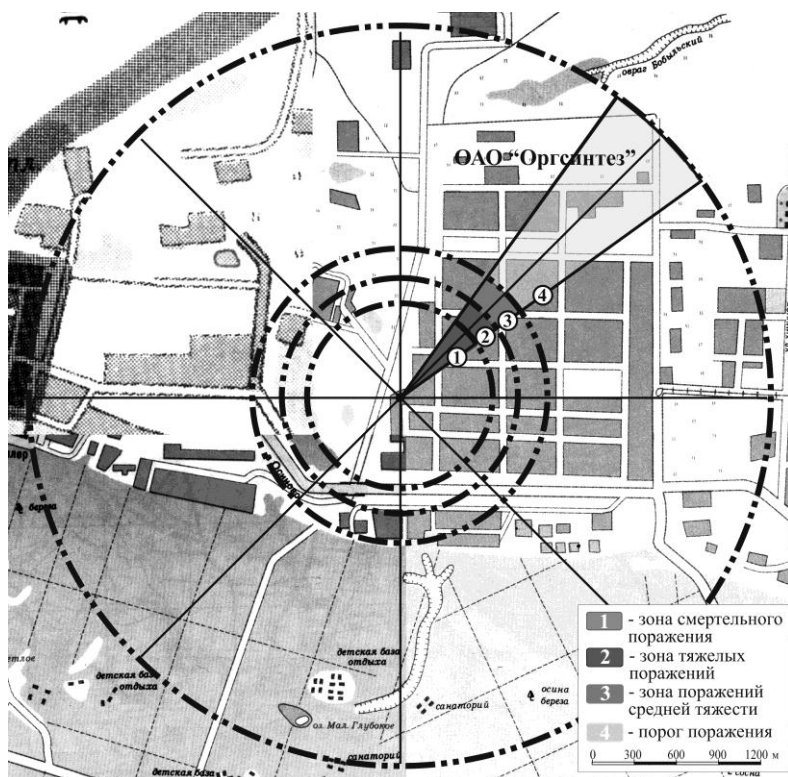 овраг Бобыльский
ОАО “Оргсинтез”
4
3
2
1
береза
детская база
отдыха
детская база
отдыха
оз. Мал. Глубокое
санаторий
санаторий
осина
береза
детская база
1 - зона смертельного
поражения
2 - зона тяжелых
поражений
3 - зона поражений
средней тяжести
4 - порог поражения
0 300 600 900 1200 м